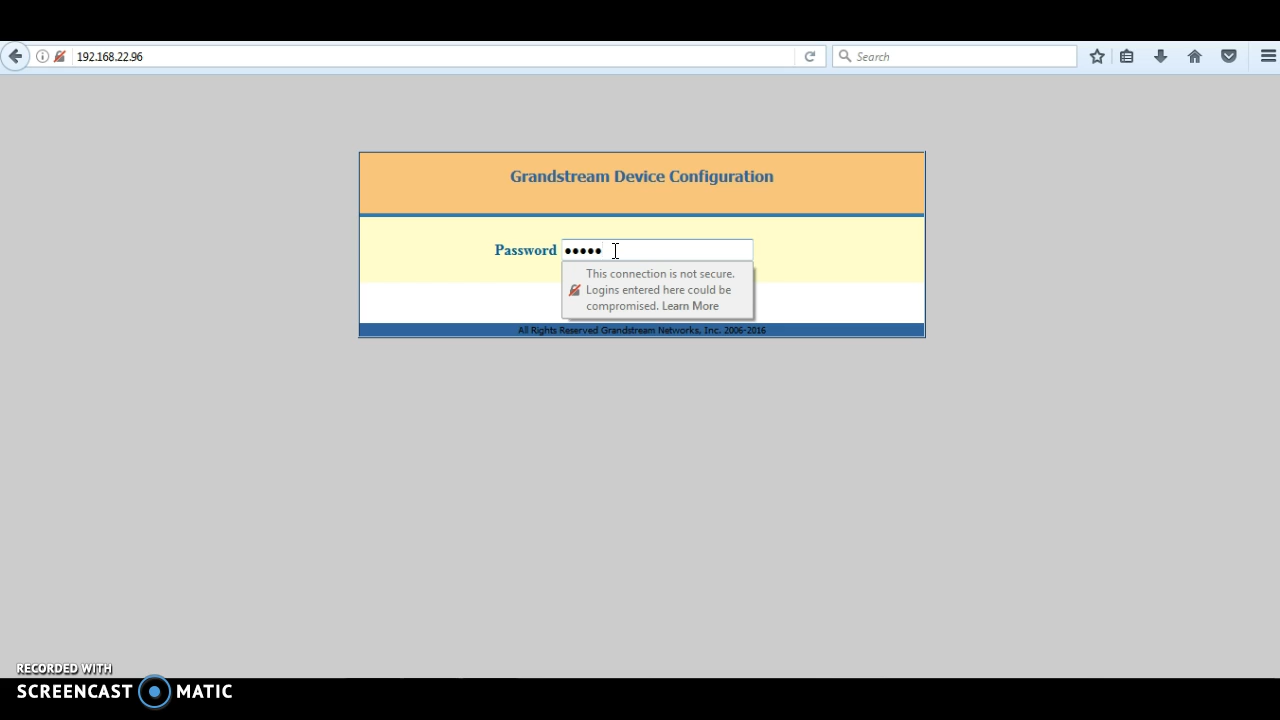 192.168.22.96
Search
Grandstream Device Configuration
Password •••••
This connection is not secure.
Logins entered here could be
compromised. Learn More
All Rights Reserved Grandstream Networks, Inc. 2006-2016
RECORDED WITH
SCREENCAST MATIC